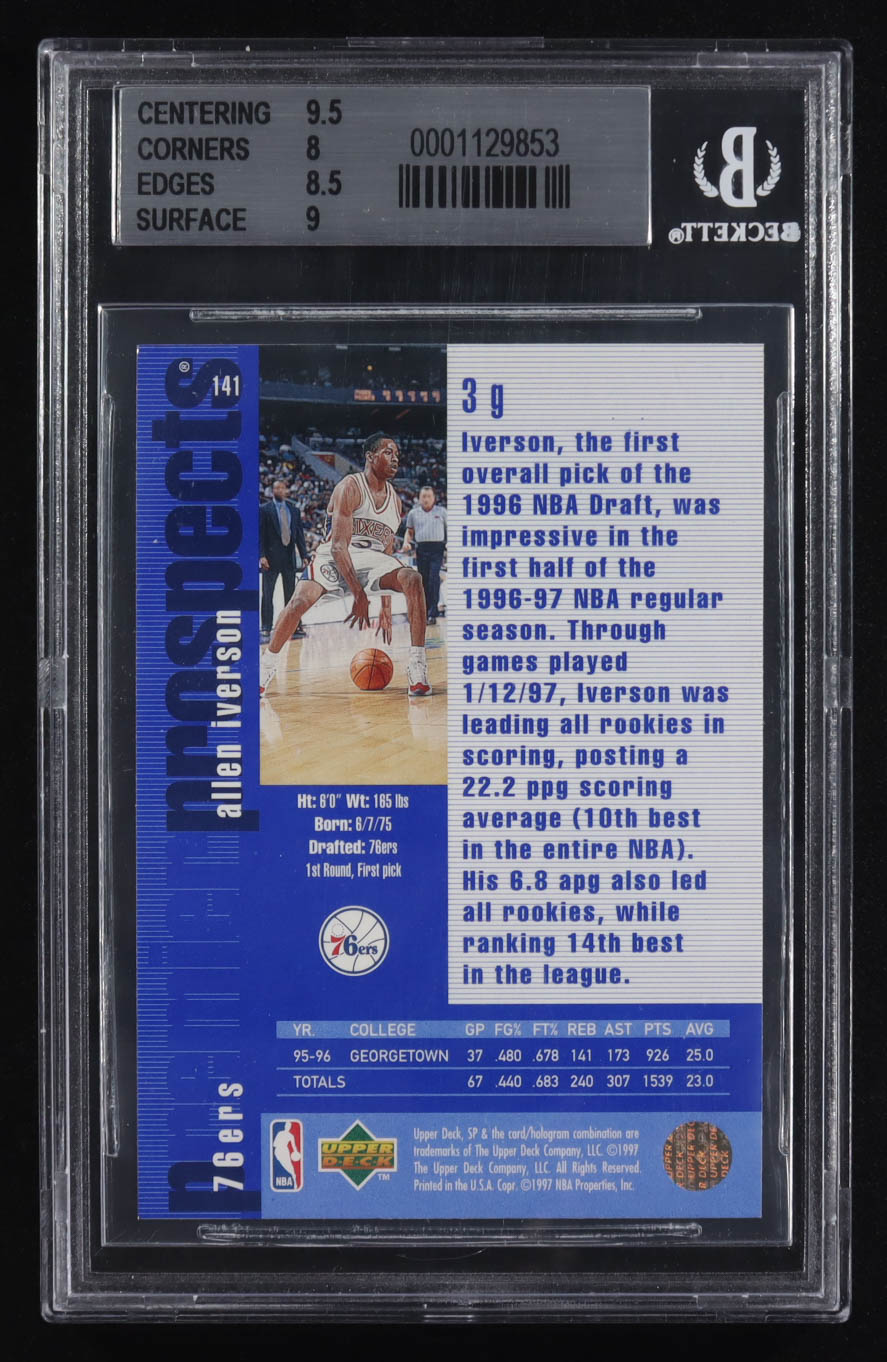 CENTERING 9.5
CORNERS 8
EDGES 8.5
SURFACE 9
0001129853
BECKETT®
141
premier prospects®
allen iverson
76ers
SIXERS
3 g
Iverson, the first
overall pick of the
1996 NBA Draft, was
impressive in the
first half of the
1996-97 NBA regular
season. Through
games played
1/12/97, Iverson was
leading all rookies in
scoring, posting a
22.2 ppg scoring
average (10th best
in the entire NBA).
His 6.8 apg also led
all rookies, while
ranking 14th best
in the league.
Ht: 6'0" Wt: 165 lbs
Born: 6/7/75
Drafted: 76ers
1st Round, First pick
76ers
YR. COLLEGE GP FG% FT% REB AST PTS AVG
95-96 GEORGETOWN 37 .480 .678 141 173 926 25.0
TOTALS 67 .440 .683 240 307 1539 23.0
NBA
UPPER
DECK™
Upper Deck, SP & the card/hologram combination are
trademarks of The Upper Deck Company, LLC. ©1997
The Upper Deck Company, LLC. All Rights Reserved.
Printed in the U.S.A. Copr. ©1997 NBA Properties, Inc.
UPPER DECK